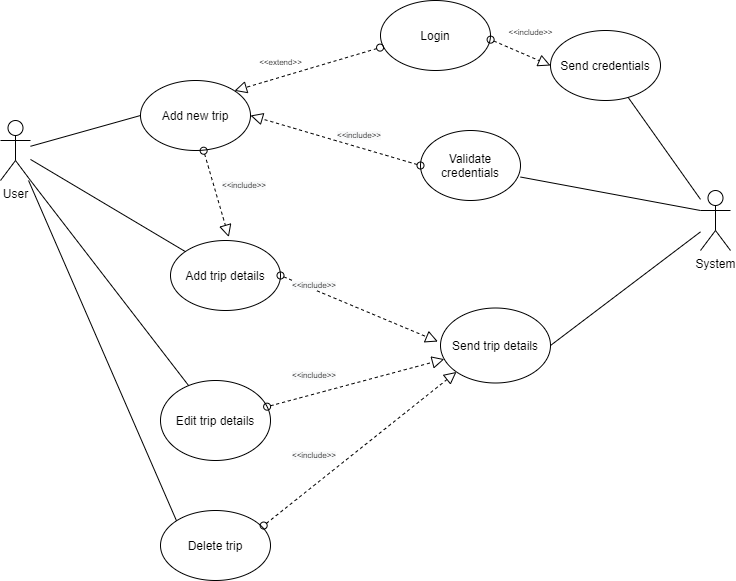 Login
<<include>>
Send credentials
<<extend>>
Add new trip
<<include>>
Validate
credentials
User
<<include>>
System
Add trip details
<<include>>
Send trip details
<<include>>
Edit trip details
<<include>>
Delete trip